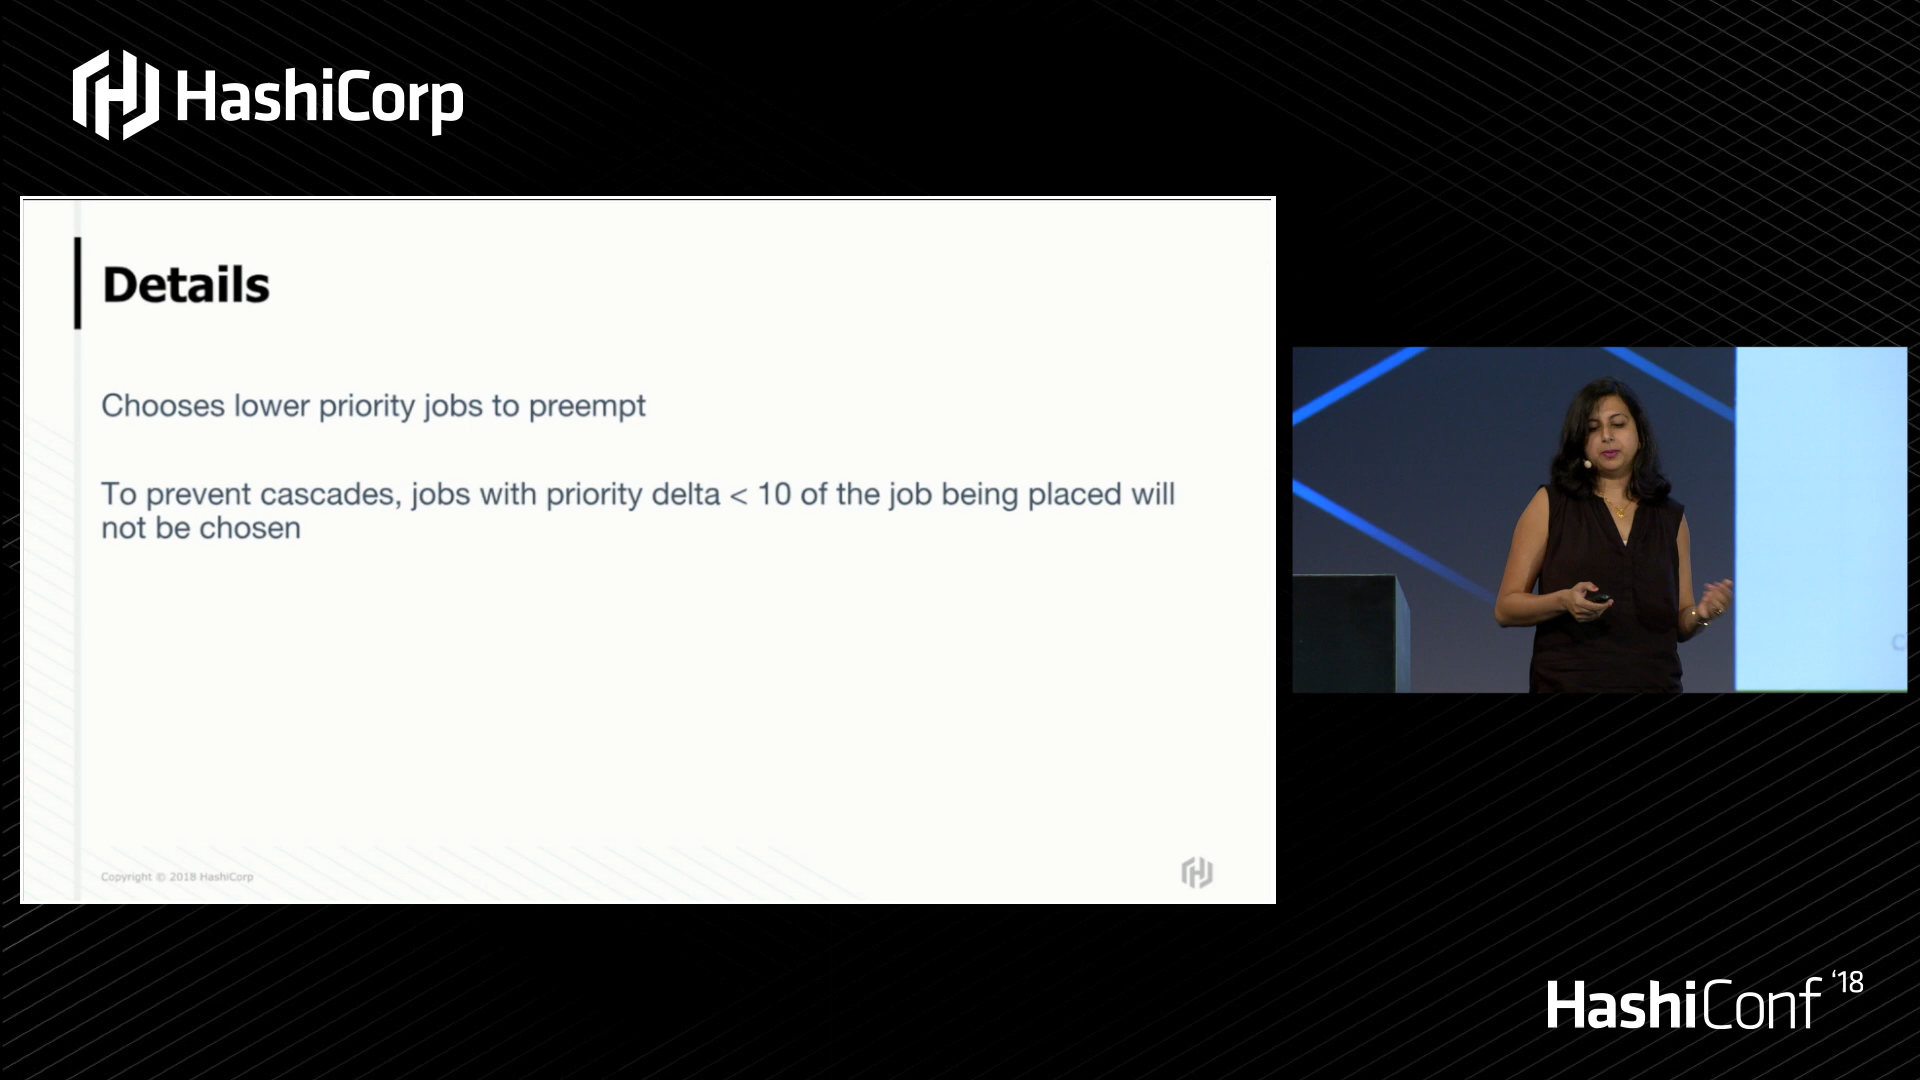 HashiCorp
Details
Chooses lower priority jobs to preempt
To prevent cascades, jobs with priority delta < 10 of the job being placed will
not be chosen
Copyright © 2018 HashiCorp
HashiConf '18